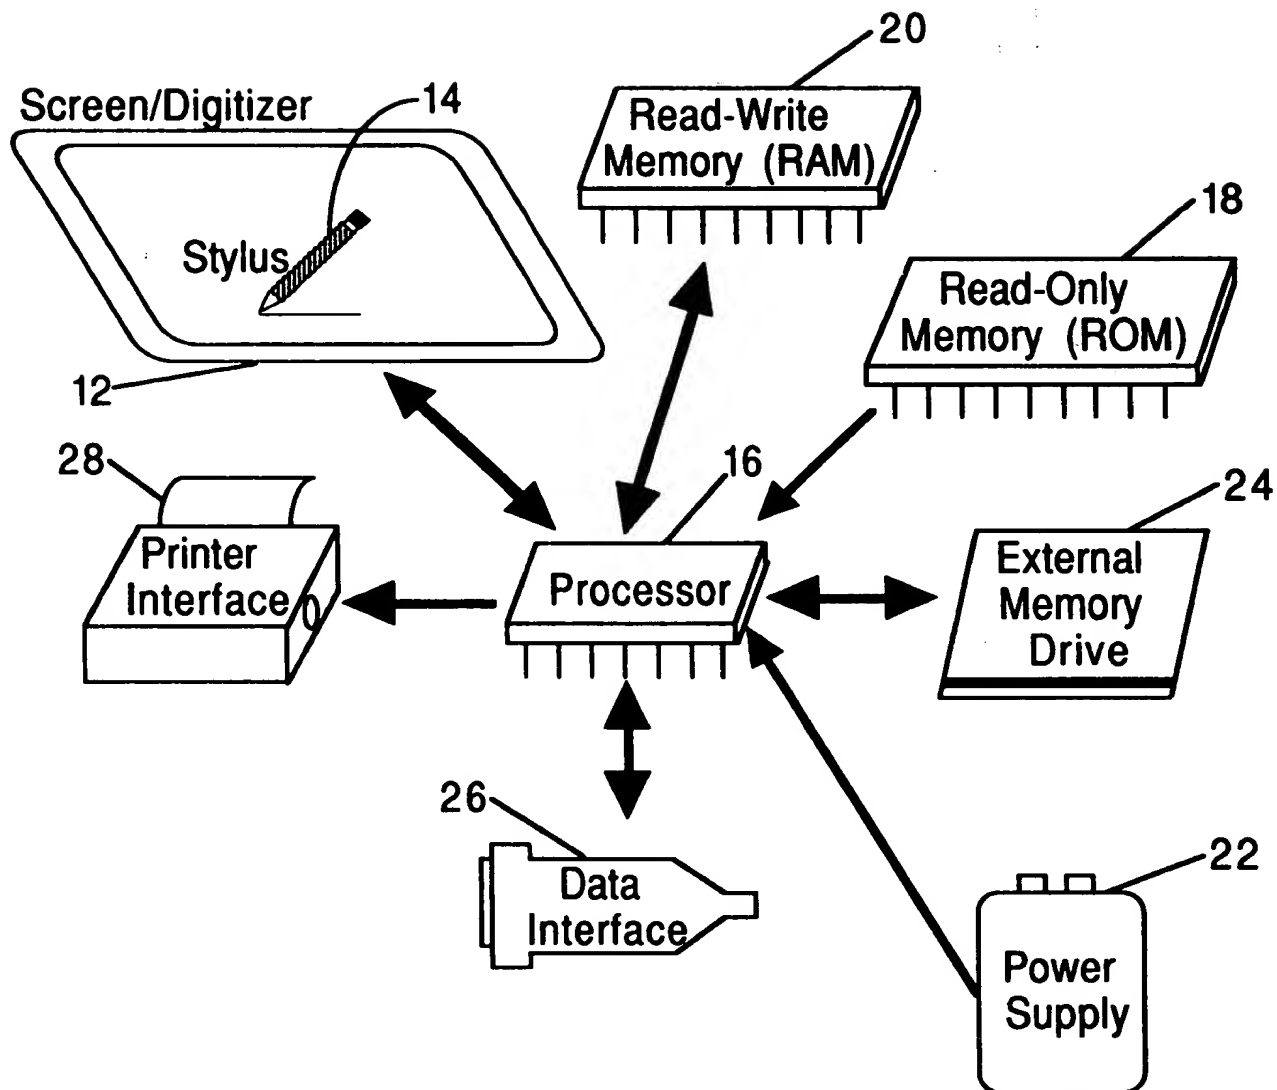 20
Screen/Digitizer
14
Read-Write
Memory (RAM)
18
Stylus
Read-Only
Memory (ROM)
12
28
16
24
Printer
Interface
Processor
External
Memory
Drive
26
22
Data
Interface
Power
Supply